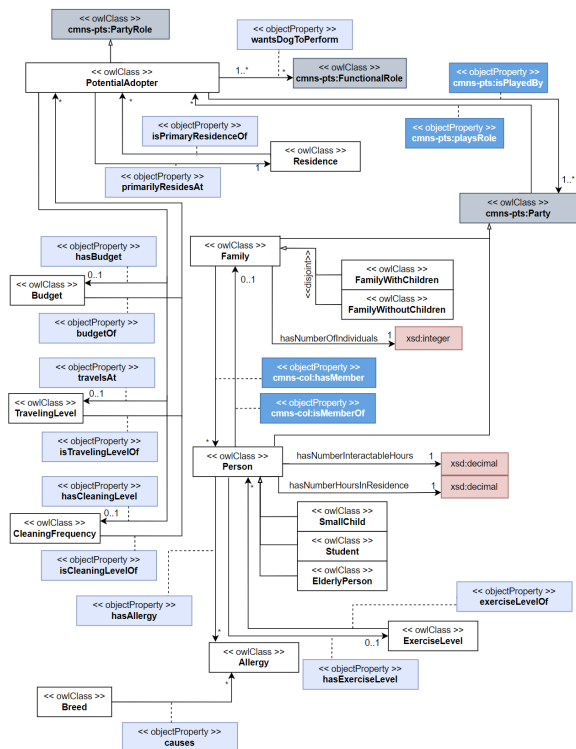 << owlClass >>
cmns-pts:PartyRole
<< objectProperty >>
wantsDogToPerform
<< owlClass >>
PotentialAdopter
1..*
*
<< owlClass >>
cmns-pts:FunctionalRole
<< objectProperty >>
cmns-pts:isPlayedBy
*
*
*
<< objectProperty >>
isPrimaryResidenceOf
<< objectProperty >>
cmns-pts:playsRole
<< owlClass >>
Residence
1
<< objectProperty >>
primarilyResidesAt
1..*
<< owlClass >>
cmns-pts:Party
<< objectProperty >>
hasBudget
<< owlClass >>
Family
<<disjoint>>
<< owlClass >>
FamilyWithChildren
<< owlClass >>
FamilyWithoutChildren
0..1
0..1
<< owlClass >>
Budget
<< objectProperty >>
budgetOf
hasNumberOfIndividuals
1
xsd:integer
<< objectProperty >>
travelsAt
<< objectProperty >>
cmns-col:hasMember
0..1
<< owlClass >>
TravelingLevel
<< objectProperty >>
cmns-col:isMemberOf
<< objectProperty >>
isTravelingLevelOf
*
<< owlClass >>
Person
hasNumberInteractableHours
1
xsd:decimal
hasNumberHoursInResidence
1
xsd:decimal
*
<< objectProperty >>
hasCleaningLevel
0..1
<< owlClass >>
CleaningFrequency
<< owlClass >>
SmallChild
<< owlClass >>
Student
<< owlClass >>
ElderlyPerson
<< objectProperty >>
isCleaningLevelOf
<< objectProperty >>
hasAllergy
<< objectProperty >>
exerciseLevelOf
*
<< owlClass >>
Allergy
0..1
<< owlClass >>
ExerciseLevel
<< objectProperty >>
hasExerciseLevel
*
<< owlClass >>
Breed
<< objectProperty >>
causes